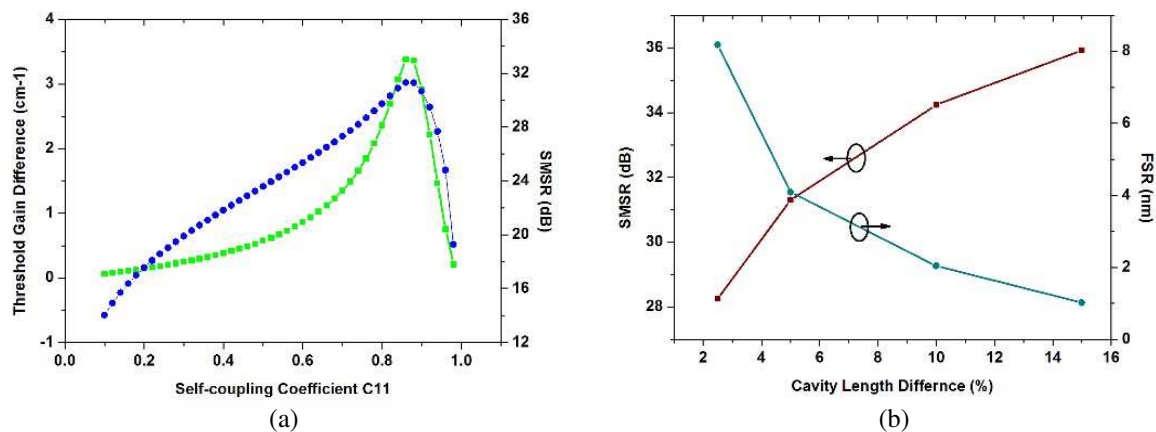 4
3
2
1
0
-1
Threshold Gain Difference (cm-1)
36
32
28
24
20
16
12
SMSR
(dB)
0.0 0.2 0.4 0.6 0.8 1.0
Self-coupling Coefficient C11
(a)
36
34
32
30
28
SMSR (dB)
8
6
4
2
0
FSR (nm)
2 4 6 8 10 12 14 16
Cavity Length Differnce (%)
(b)